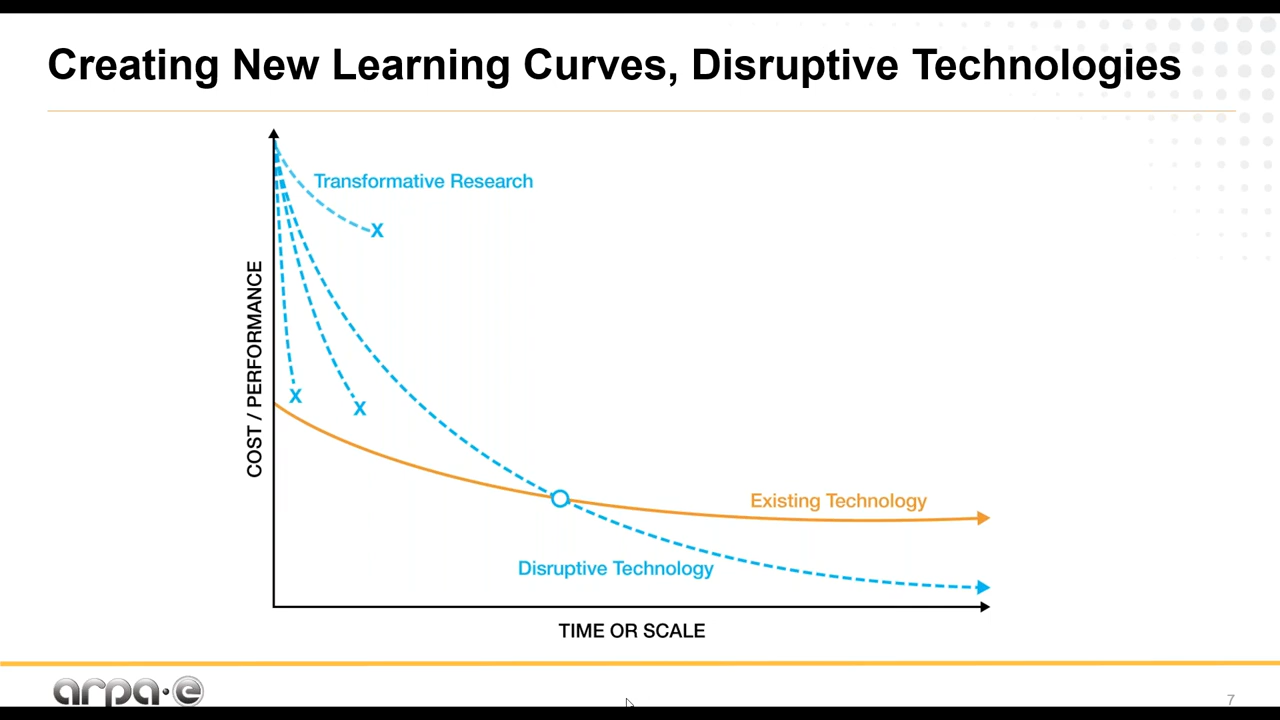 Creating New Learning Curves, Disruptive Technologies
Transformative Research
X
COST / PERFORMANCE
X
X
Existing Technology
Disruptive Technology
TIME OR SCALE
arpa·e
7